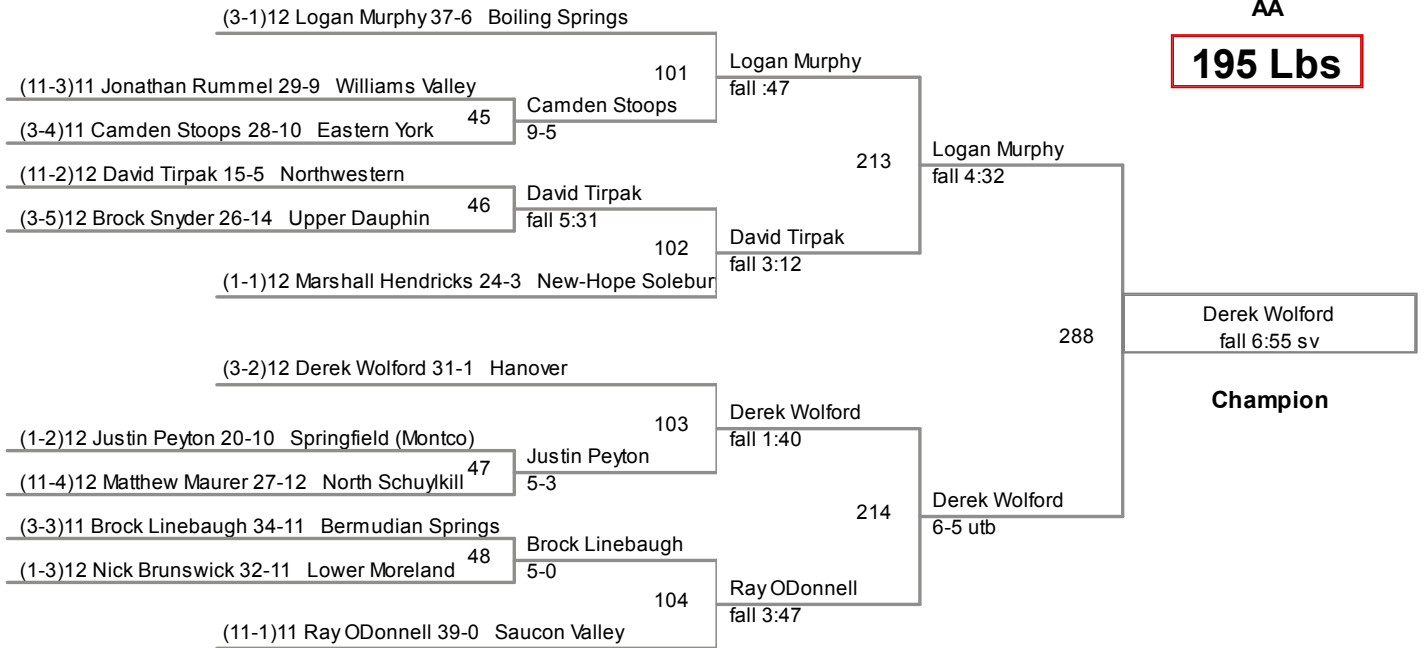 AA
195 Lbs
(3-1)12 Logan Murphy 37-6 Boiling Springs
101
Logan Murphy
fall :47
(11-3)11 Jonathan Rummel 29-9 Williams Valley
45
Camden Stoops
9-5
(3-4)11 Camden Stoops 28-10 Eastern York
213
Logan Murphy
fall 4:32
(11-2)12 David Tirpak 15-5 Northwestern
46
David Tirpak
fall 5:31
(3-5)12 Brock Snyder 26-14 Upper Dauphin
102
David Tirpak
fall 3:12
(1-1)12 Marshall Hendricks 24-3 New-Hope Solebur
288
Derek Wolford
fall 6:55 sv
Champion
(3-2)12 Derek Wolford 31-1 Hanover
103
Derek Wolford
fall 1:40
(1-2)12 Justin Peyton 20-10 Springfield (Montco)
47
Justin Peyton
5-3
(11-4)12 Matthew Maurer 27-12 North Schuylkill
214
Derek Wolford
6-5 utb
(3-3)11 Brock Linebaugh 34-11 Bermudian Springs
48
Brock Linebaugh
5-0
(1-3)12 Nick Brunswick 32-11 Lower Moreland
104
Ray ODonnell
fall 3:47
(11-1)11 Ray ODonnell 39-0 Saucon Valley